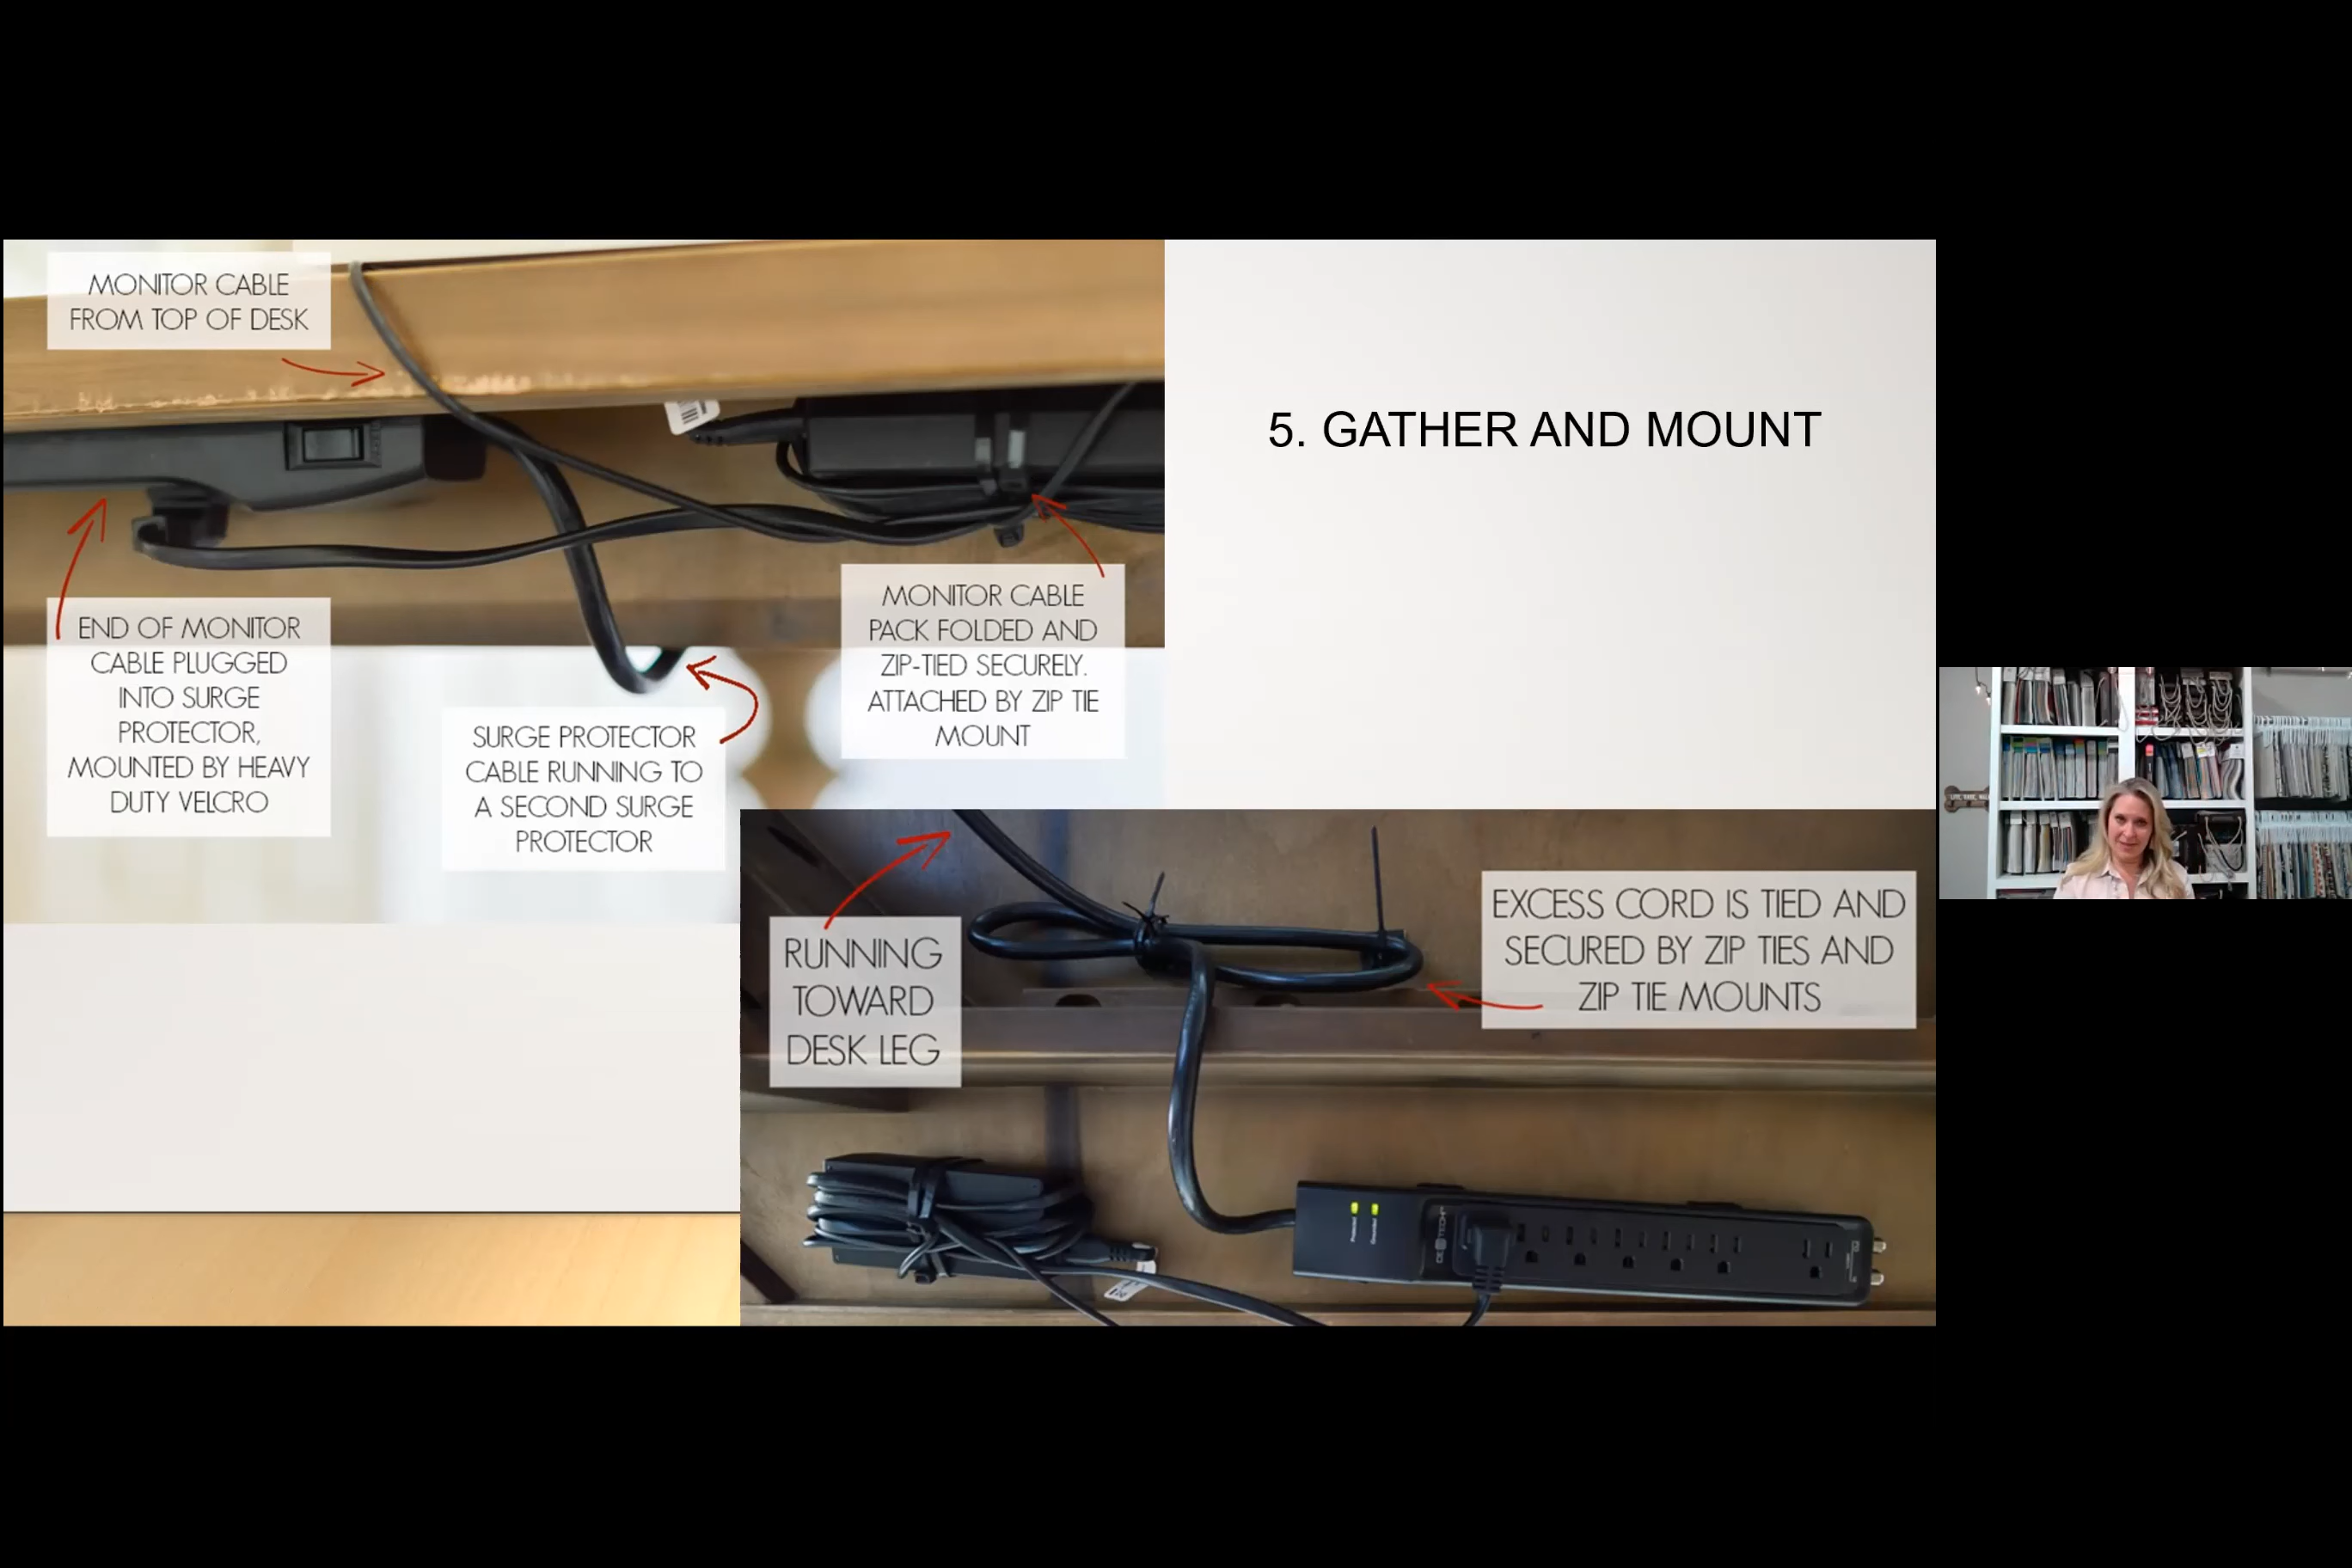 MONITOR CABLE
FROM TOP OF DESK
5. GATHER AND MOUNT
END OF MONITOR
CABLE PLUGGED
INTO SURGE
PROTECTOR,
MOUNTED BY HEAVY
DUTY VELCRO
SURGE PROTECTOR
CABLE RUNNING TO
A SECOND SURGE
PROTECTOR
MONITOR CABLE
PACK FOLDED AND
ZIP-TIED SECURELY.
ATTACHED BY ZIP TIE
MOUNT
RUNNING
TOWARD
DESK LEG
EXCESS CORD IS TIED AND
SECURED BY ZIP TIES AND
ZIP TIE MOUNTS
Protected
Grounded